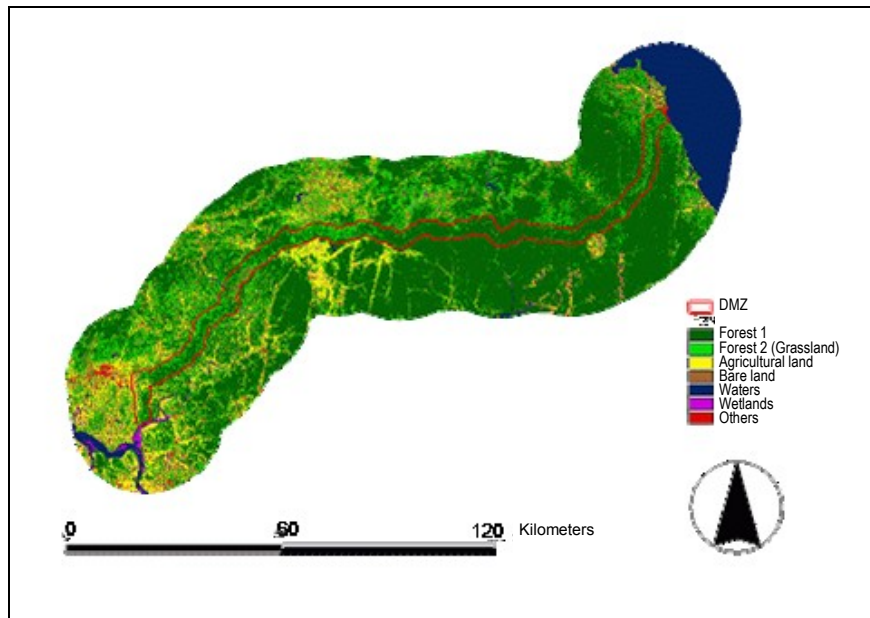 DMZ
Forest 1
Forest 2 (Grassland)
Agricultural land
Bare land
Waters
Wetlands
Others
0 60 120 Kilometers